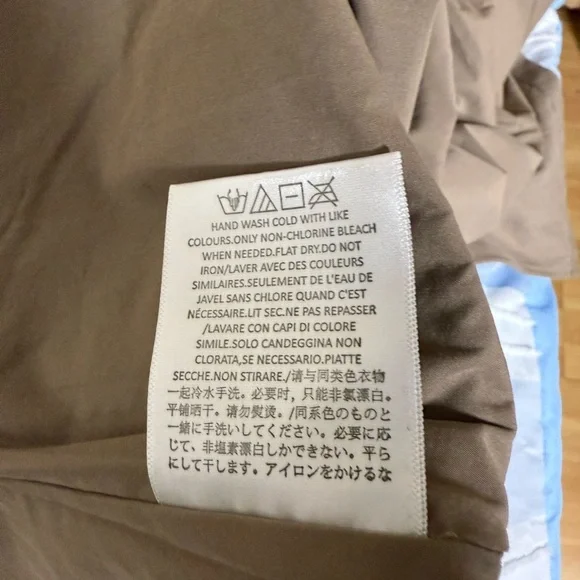 HAND WASH COLD WITH LIKE
COLOURS.ONLY NON-CHLORINE BLEACH
WHEN NEEDED.FLAT DRY.DO NOT
IRON/LAVER AVEC DES COULEURS
SIMILAIRES.SEULEMENT DE L'EAU DE
JAVEL SANS CHLORE QUAND C'EST
NÉCESSAIRE.LIT SEC.NE PAS REPASSER
/LAVARE CON CAPI DI COLORE
SIMILE.SOLO CANDEGGINA NON
CLORATA,SE NECESSARIO.PIATTE
SECCHE.NON STIRARE./请与同类色衣物
一起冷水手洗。必要时，只能非氯漂白。
平铺晒干。请勿熨烫。/同系色のものと
一緒に手洗いしてください。必要に応
じて、非塩素漂白しかできない。平ら
にして干します。アイロンをかけるな